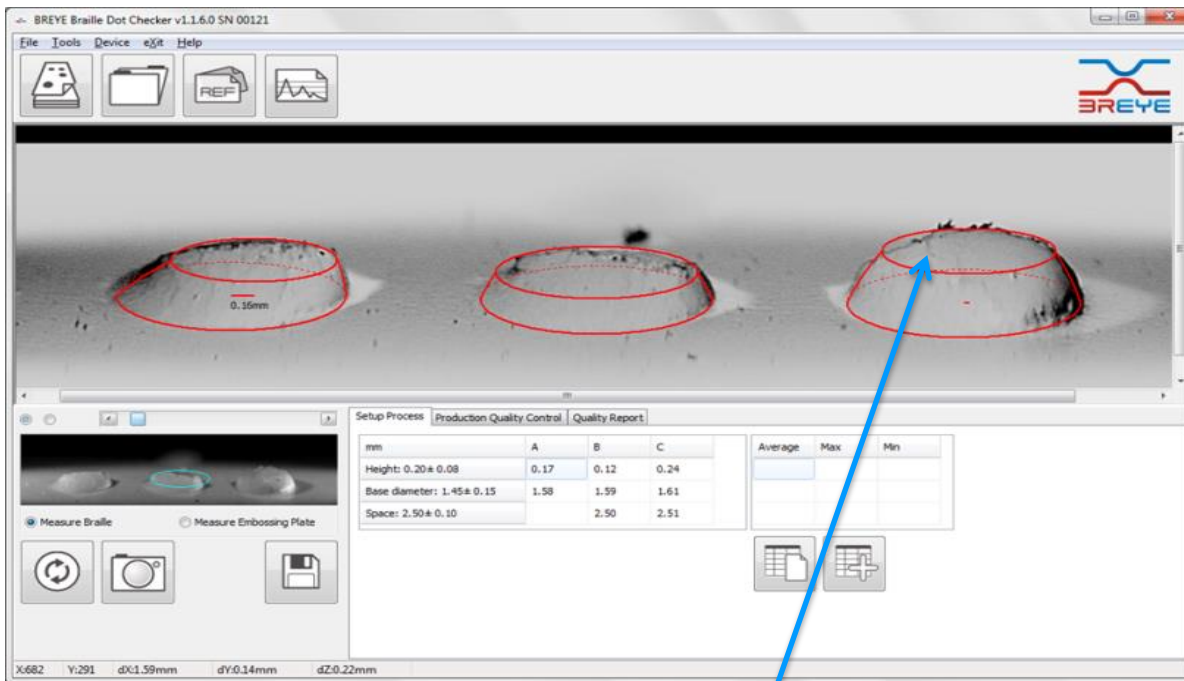 BREYE Braille Dot Checker v1.1.6.0 SN 00121
File Tools Device eXit Help
REF
BREYE
0.16mm
Setup Process Production Quality Control Quality Report
mm A B C Average Max Min
Height: 0.20± 0.08 0.17 0.12 0.24
Base diameter: 1.45± 0.15 1.58 1.59 1.61
Space: 2.50± 0.10 2.50 2.51
Measure Braille Measure Embossing Plate
X:682 Y:291 dX:1.59mm dY:0.14mm dZ:0.22mm